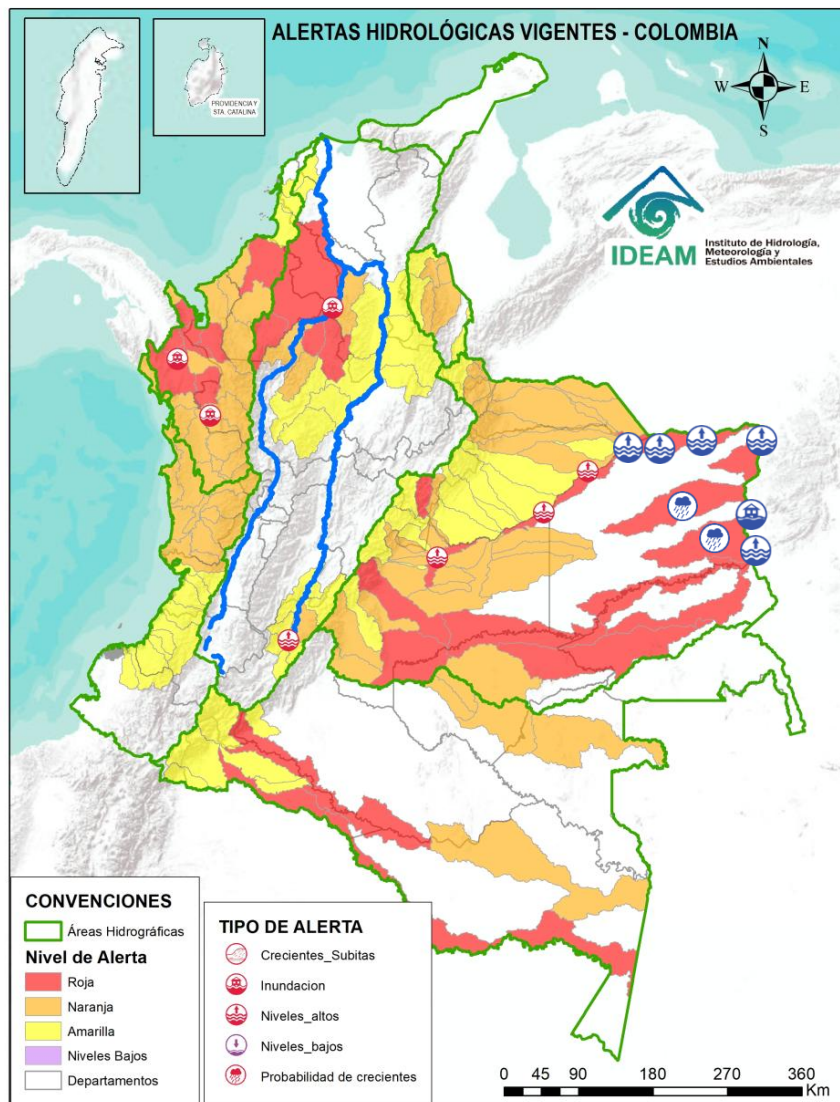 ALERTAS HIDROLÓGICAS VIGENTES - COLOMBIA
PROVIDENCIA Y
STA. CATALINA
N
W
E
S
IDEAM
Instituto de Hidrología,
Meteorología y
Estudios Ambientales
CONVENCIONES
Áreas Hidrográficas
Nivel de Alerta
Roja
Naranja
Amarilla
Niveles Bajos
Departamentos
TIPO DE ALERTA
Crecientes_Subitas
Inundacion
Niveles_altos
Niveles_bajos
Probabilidad de crecientes
0 45 90 180 270 360
Km